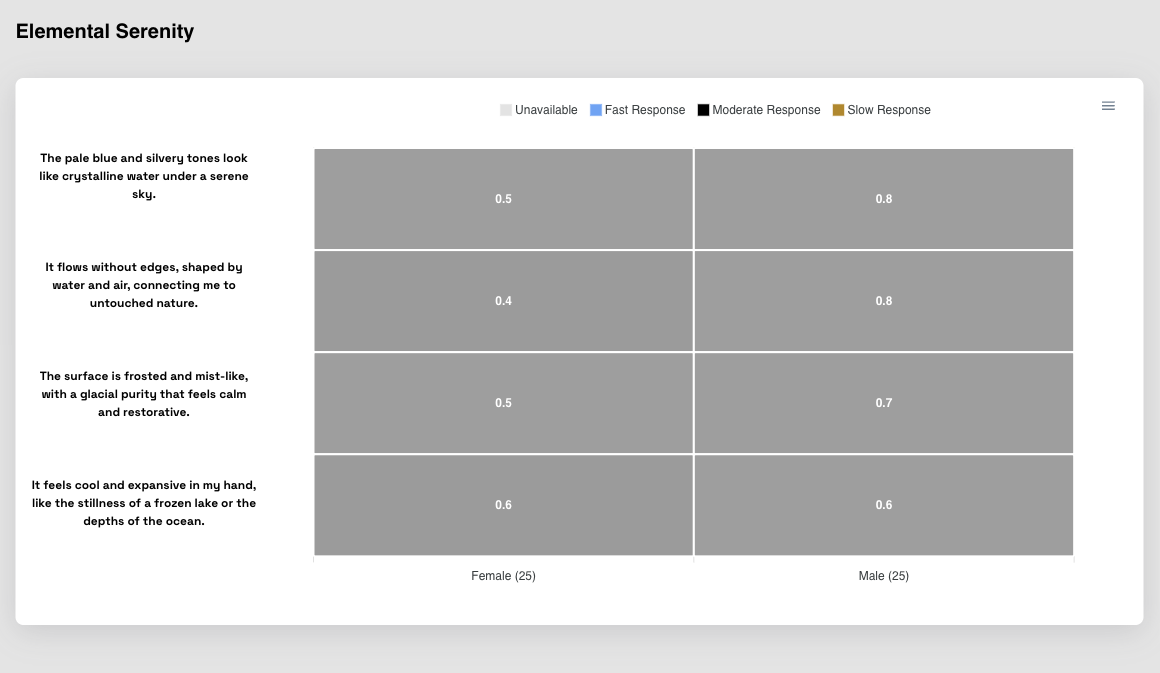 Elemental Serenity
Unavailable Fast Response Moderate Response Slow Response
The pale blue and silvery tones look
like crystalline water under a serene
sky.
0.5 0.8
It flows without edges, shaped by
water and air, connecting me to
untouched nature.
0.4 0.8
The surface is frosted and mist-like,
with a glacial purity that feels calm
and restorative.
0.5 0.7
It feels cool and expansive in my hand,
like the stillness of a frozen lake or the
depths of the ocean.
0.6 0.6
Female (25) Male (25)